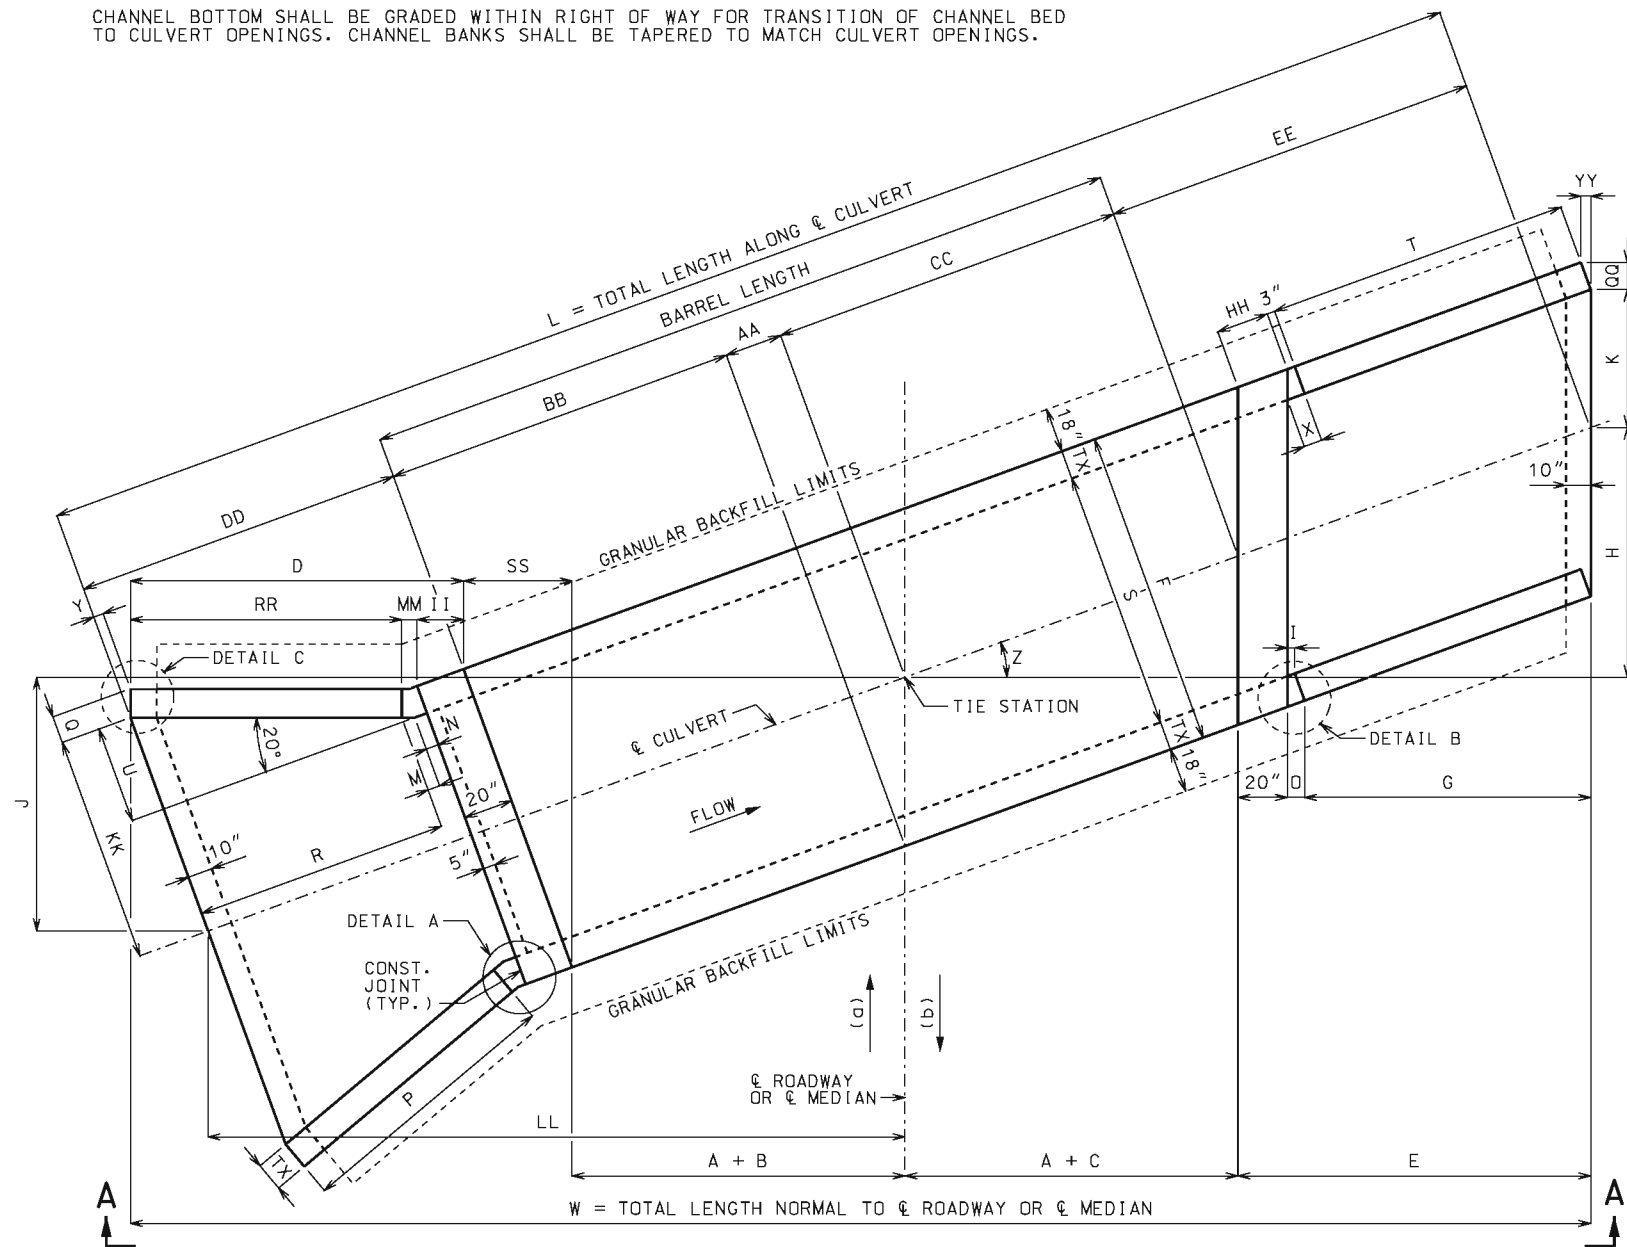 CHANNEL BOTTOM SHALL BE GRADED WITHIN RIGHT OF WAY FOR TRANSITION OF CHANNEL BED
TO CULVERT OPENINGS. CHANNEL BANKS SHALL BE TAPERED TO MATCH CULVERT OPENINGS.
L = TOTAL LENGTH ALONG ℄ CULVERT
EE
YY
BARREL LENGTH
CC
T
QQ
AA
HH 3"
BB
K
18"
TX
X
GRANULAR BACKFILL LIMITS
10"
DD
D
SS
F
H
S
RR
MM II
Y
I
DETAIL C
Z
TIE STATION
Q
N
20°
℄ CULVERT
TX
DETAIL B
U
M
18"
J
20"
20" O
G
KK
FLOW
10"
R
5"
DETAIL A
GRANULAR BACKFILL LIMITS
CONST.
JOINT
(TYP.)
(a)
(b)
℄ ROADWAY
OR ℄ MEDIAN
P
LL
TX
A + B
A + C
E
A
A
W = TOTAL LENGTH NORMAL TO ℄ ROADWAY OR ℄ MEDIAN